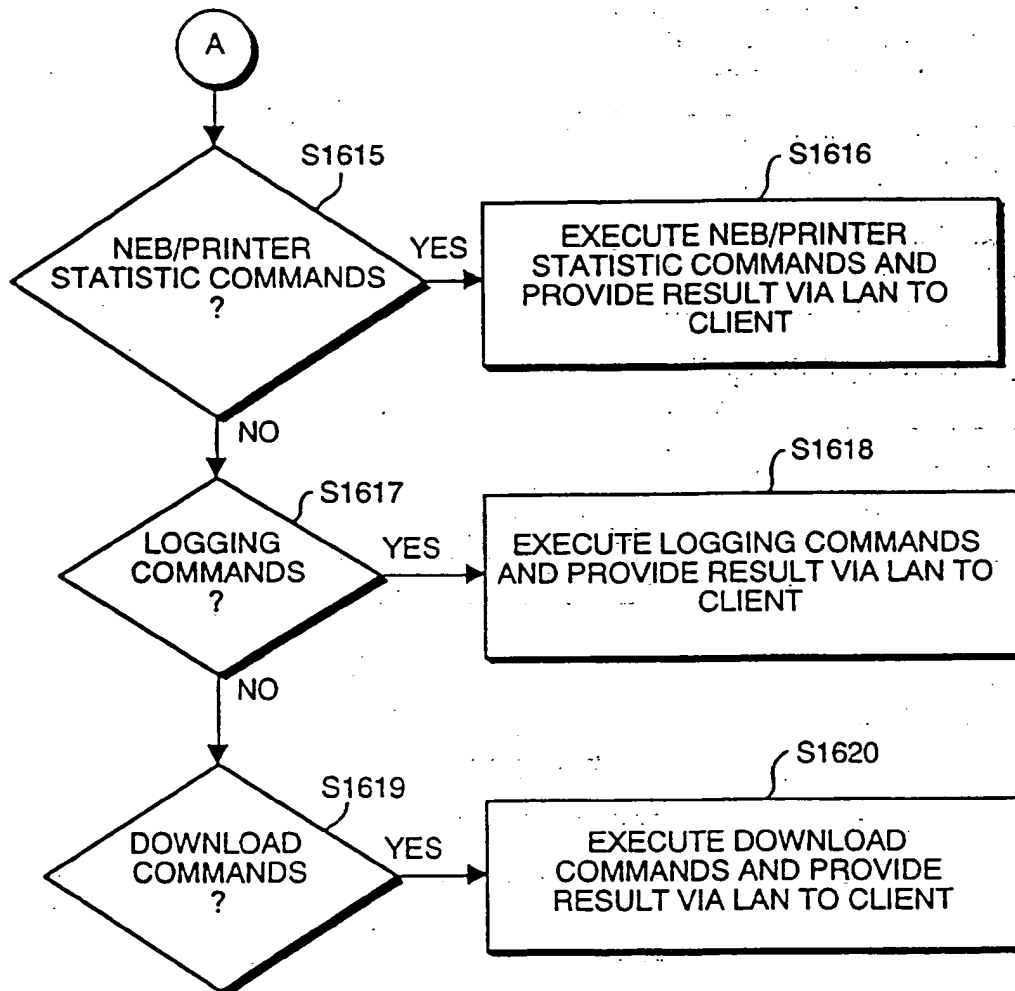 A
S1615
NEB/PRINTER
STATISTIC COMMANDS
?
YES
S1616
EXECUTE NEB/PRINTER
STATISTIC COMMANDS AND
PROVIDE RESULT VIA LAN TO
CLIENT
NO
S1617
LOGGING
COMMANDS
?
YES
S1618
EXECUTE LOGGING COMMANDS
AND PROVIDE RESULT VIA LAN TO
CLIENT
NO
S1619
DOWNLOAD
COMMANDS
?
YES
S1620
EXECUTE DOWNLOAD
COMMANDS AND PROVIDE
RESULT VIA LAN TO CLIENT